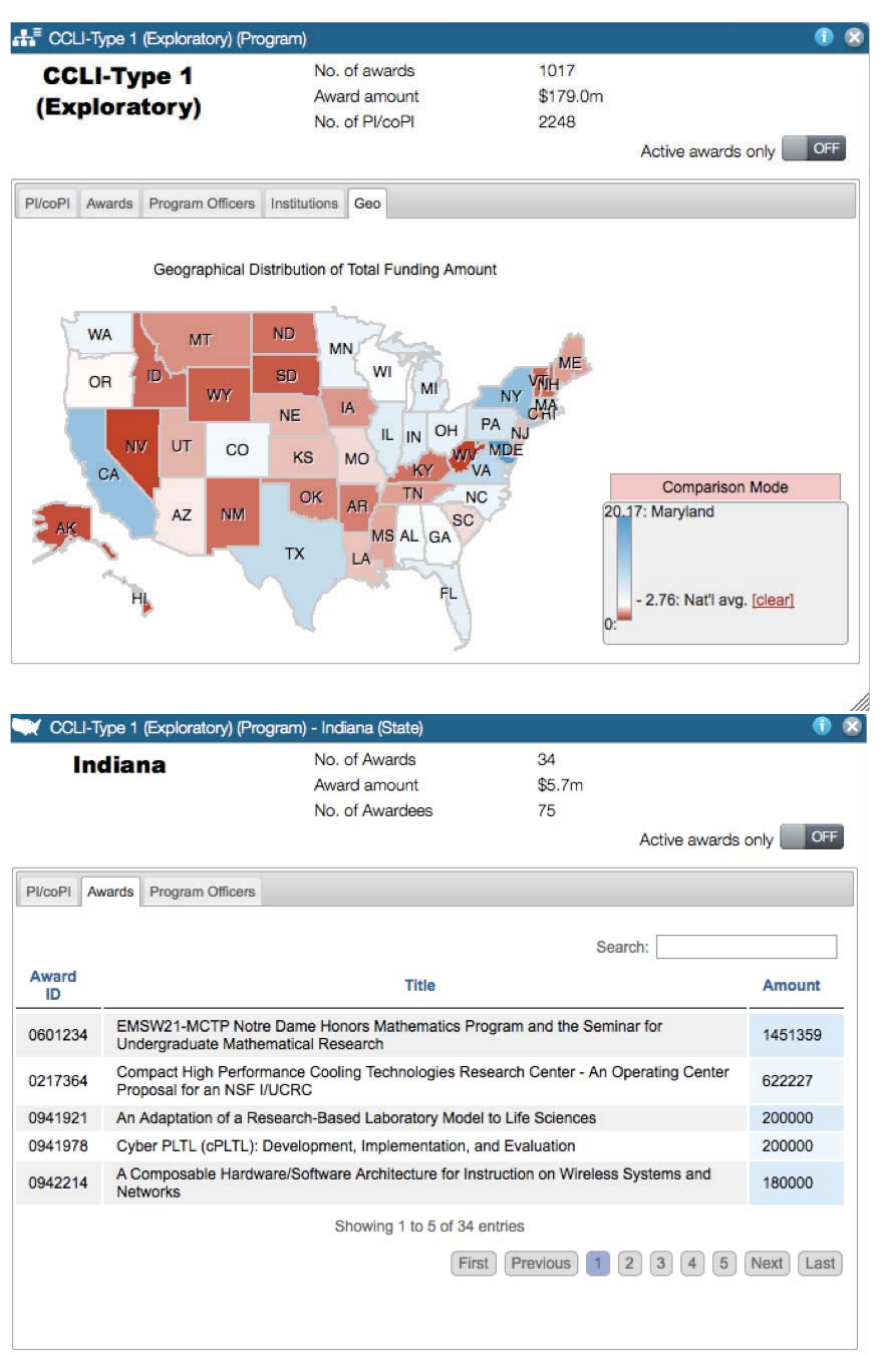 CCLI-Type 1 (Exploratory) (Program)
CCLI-Type 1
(Exploratory)
No. of awards 1017
Award amount $179.0m
No. of PI/coPI 2248
Active awards only OFF
PI/coPI Awards Program Officers Institutions Geo
Geographical Distribution of Total Funding Amount
WA MT ND MN ME
OR ID SD WI MI NY
WY
NE IA
NV UT CO IL IN OH PA NJ
CA KS MO KY WV VA MD
AZ NM OK AR TN NC
AK TX MS AL GA SC
LA
HI FL
Comparison Mode
20.17: Maryland
- 2.76: Nat'l avg. [clear]
0:
CCLI-Type 1 (Exploratory) (Program) - Indiana (State)
Indiana
No. of Awards 34
Award amount $5.7m
No. of Awardees 75
Active awards only OFF
PI/coPI Awards Program Officers
Search:
Award
ID
Title
Amount
0601234 EMSW21-MCTP Notre Dame Honors Mathematics Program and the Seminar for
Undergraduate Mathematical Research 1451359
0217364 Compact High Performance Cooling Technologies Research Center - An Operating Center
Proposal for an NSF I/UCRC 622227
0941921 An Adaptation of a Research-Based Laboratory Model to Life Sciences 200000
0941978 Cyber PLTL (cPLTL): Development, Implementation, and Evaluation 200000
0942214 A Composable Hardware/Software Architecture for Instruction on Wireless Systems and
Networks 180000
Showing 1 to 5 of 34 entries
First Previous 1 2 3 4 5 Next Last